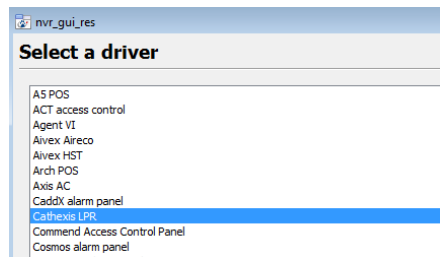 nvr_gui_res
Select a driver
A5 POS
ACT access control
Agent VI
Aivex Aireco
Aivex HST
Arch POS
Axis AC
CaddX alarm panel
Cathexis LPR
Commend Access Control Panel
Cosmos alarm panel